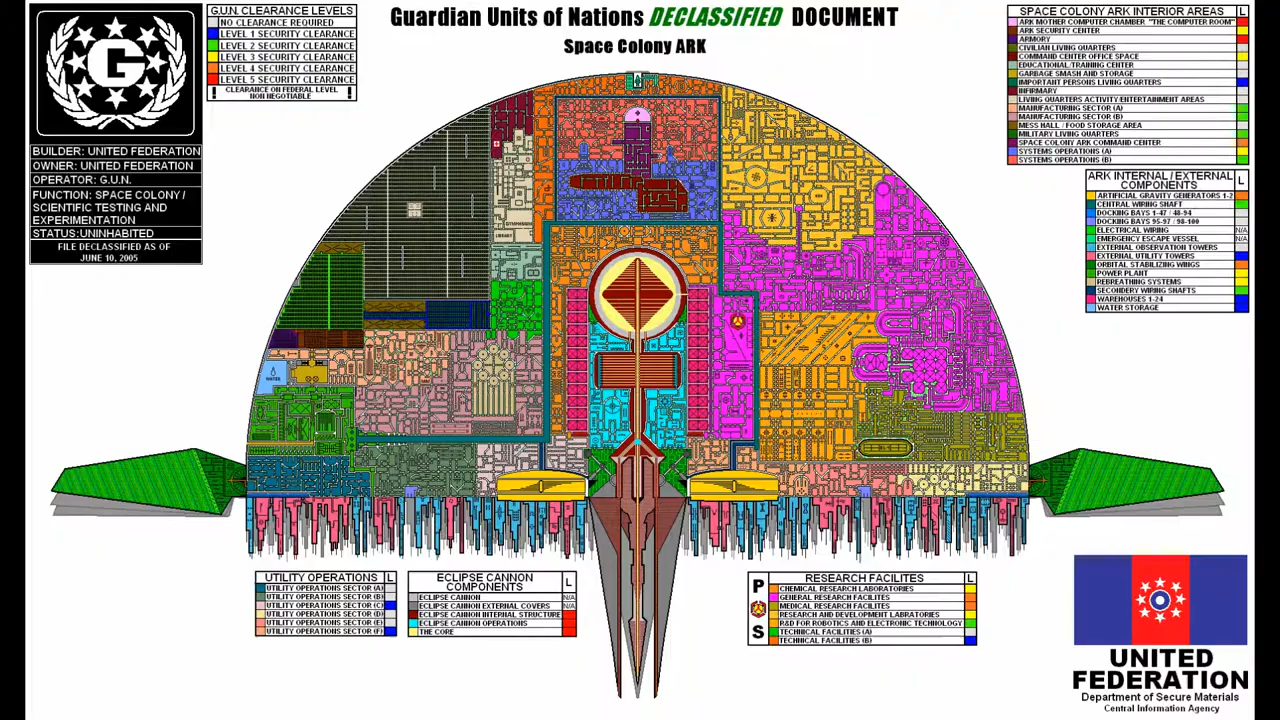 Guardian Units of Nations DECLASSIFIED DOCUMENT
Space Colony ARK
G
BUILDER: UNITED FEDERATION
OWNER: UNITED FEDERATION
OPERATOR: G.U.N.
FUNCTION: SPACE COLONY /
SCIENTIFIC TESTING AND
EXPERIMENTATION
STATUS:UNINHABITED
FILE DECLASSIFIED AS OF
JUNE 10, 2005
G.U.N. CLEARANCE LEVELS
NO CLEARANCE REQUIRED
LEVEL 1 SECURITY CLEARANCE
LEVEL 2 SECURITY CLEARANCE
LEVEL 3 SECURITY CLEARANCE
LEVEL 4 SECURITY CLEARANCE
LEVEL 5 SECURITY CLEARANCE
! CLEARANCE ON FEDERAL LEVEL !
NON NEGOTIABLE
SPACE COLONY ARK INTERIOR AREAS L
ARK MOTHER COMPUTER CHAMBER "THE COMPUTER ROOM"
ARK SECURITY CENTER
ARMORY
CIVILIAN LIVING QUARTERS
COMMAND CENTER OFFICE SPACE
EDUCATIONAL/TRAINING CENTER
GARBAGE SMASH AND STORAGE
IMPORTANT PERSONS LIVING QUARTERS
INFIRMARY
LIVING QUARTERS ACTIVITY/ENTERTAINMENT AREAS
MANUFACTURING SECTOR (A)
MANUFACTURING SECTOR (B)
MESS HALL / FOOD STORAGE AREA
MILITARY LIVING QUARTERS
SPACE COLONY ARK COMMAND CENTER
SYSTEMS OPERATIONS (A)
SYSTEMS OPERATIONS (B)
ARK INTERNAL / EXTERNAL
COMPONENTS L
ARTIFICIAL GRAVITY GENERATORS 1-2
CENTRAL WIRING SHAFT
DOCKING BAYS 1-47 / 48-94
DOCKING BAYS 95-97 / 98-100
ELECTRICAL WIRING N/A
EMERGENCY ESCAPE VESSEL N/A
EXTERNAL OBSERVATION TOWERS
EXTERNAL UTILITY TOWERS
ORBITAL STABILIZING WINGS
POWER PLANT
REBREATHING SYSTEMS
SECONDERY WIRING SHAFTS
WAREHOUSES 1-24
WATER STORAGE
LIBRARY
WATER
UTILITY OPERATIONS L
UTILITY OPERATIONS SECTOR (A)
UTILITY OPERATIONS SECTOR (B)
UTILITY OPERATIONS SECTOR (C)
UTILITY OPERATIONS SECTOR (D)
UTILITY OPERATIONS SECTOR (E)
UTILITY OPERATIONS SECTOR (F)
ECLIPSE CANNON
COMPONENTS L
ECLIPSE CANNON N/A
ECLIPSE CANNON EXTERNAL COVERS N/A
ECLIPSE CANNON INTERNAL STRUCTURE
ECLIPSE CANNON OPERATIONS
THE CORE
P
S
RESEARCH FACILITES L
CHEMICAL RESEARCH LABORATORIES
GENERAL RESEARCH FACILITES
MEDICAL RESEARCH FACILITES
RESEARCH AND DEVELOPMENT LABRATORIES
R&D FOR ROBOTICS AND ELECTRONIC TECHNOLOGY
TECHNICAL FACILITIES (A)
TECHNICAL FACILITIES (B)
UNITED
FEDERATION
Department of Secure Materials
Central Information Agency